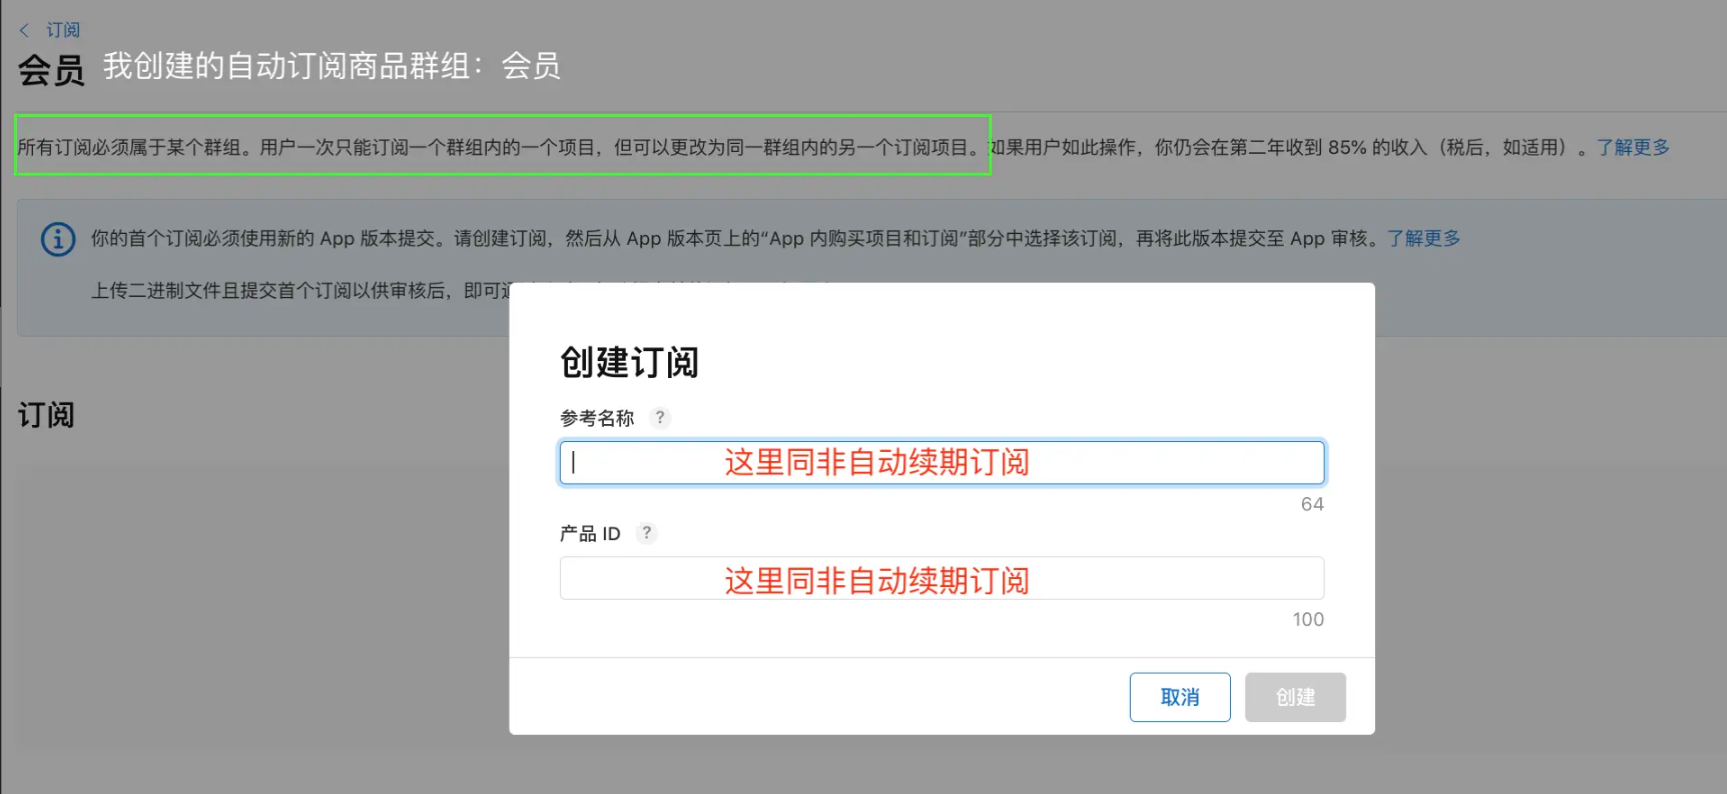 订阅
会员 我创建的自动订阅商品群组：会员
所有订阅必须属于某个群组。用户一次只能订阅一个群组内的一个项目，但可以更改为同一群组内的另一个订阅项目。如果用户如此操作，你仍会在第二年收到 85% 的收入（税后，如适用）。了解更多
你的首个订阅必须使用新的 App 版本提交。请创建订阅，然后从 App 版本页上的“App 内购买项目和订阅”部分中选择该订阅，再将此版本提交至 App 审核。了解更多
上传二进制文件且提交首个订阅以供审核后，即可
订阅
创建订阅
参考名称 ?
这里同非自动续期订阅
64
产品 ID ?
这里同非自动续期订阅
100
取消 创建